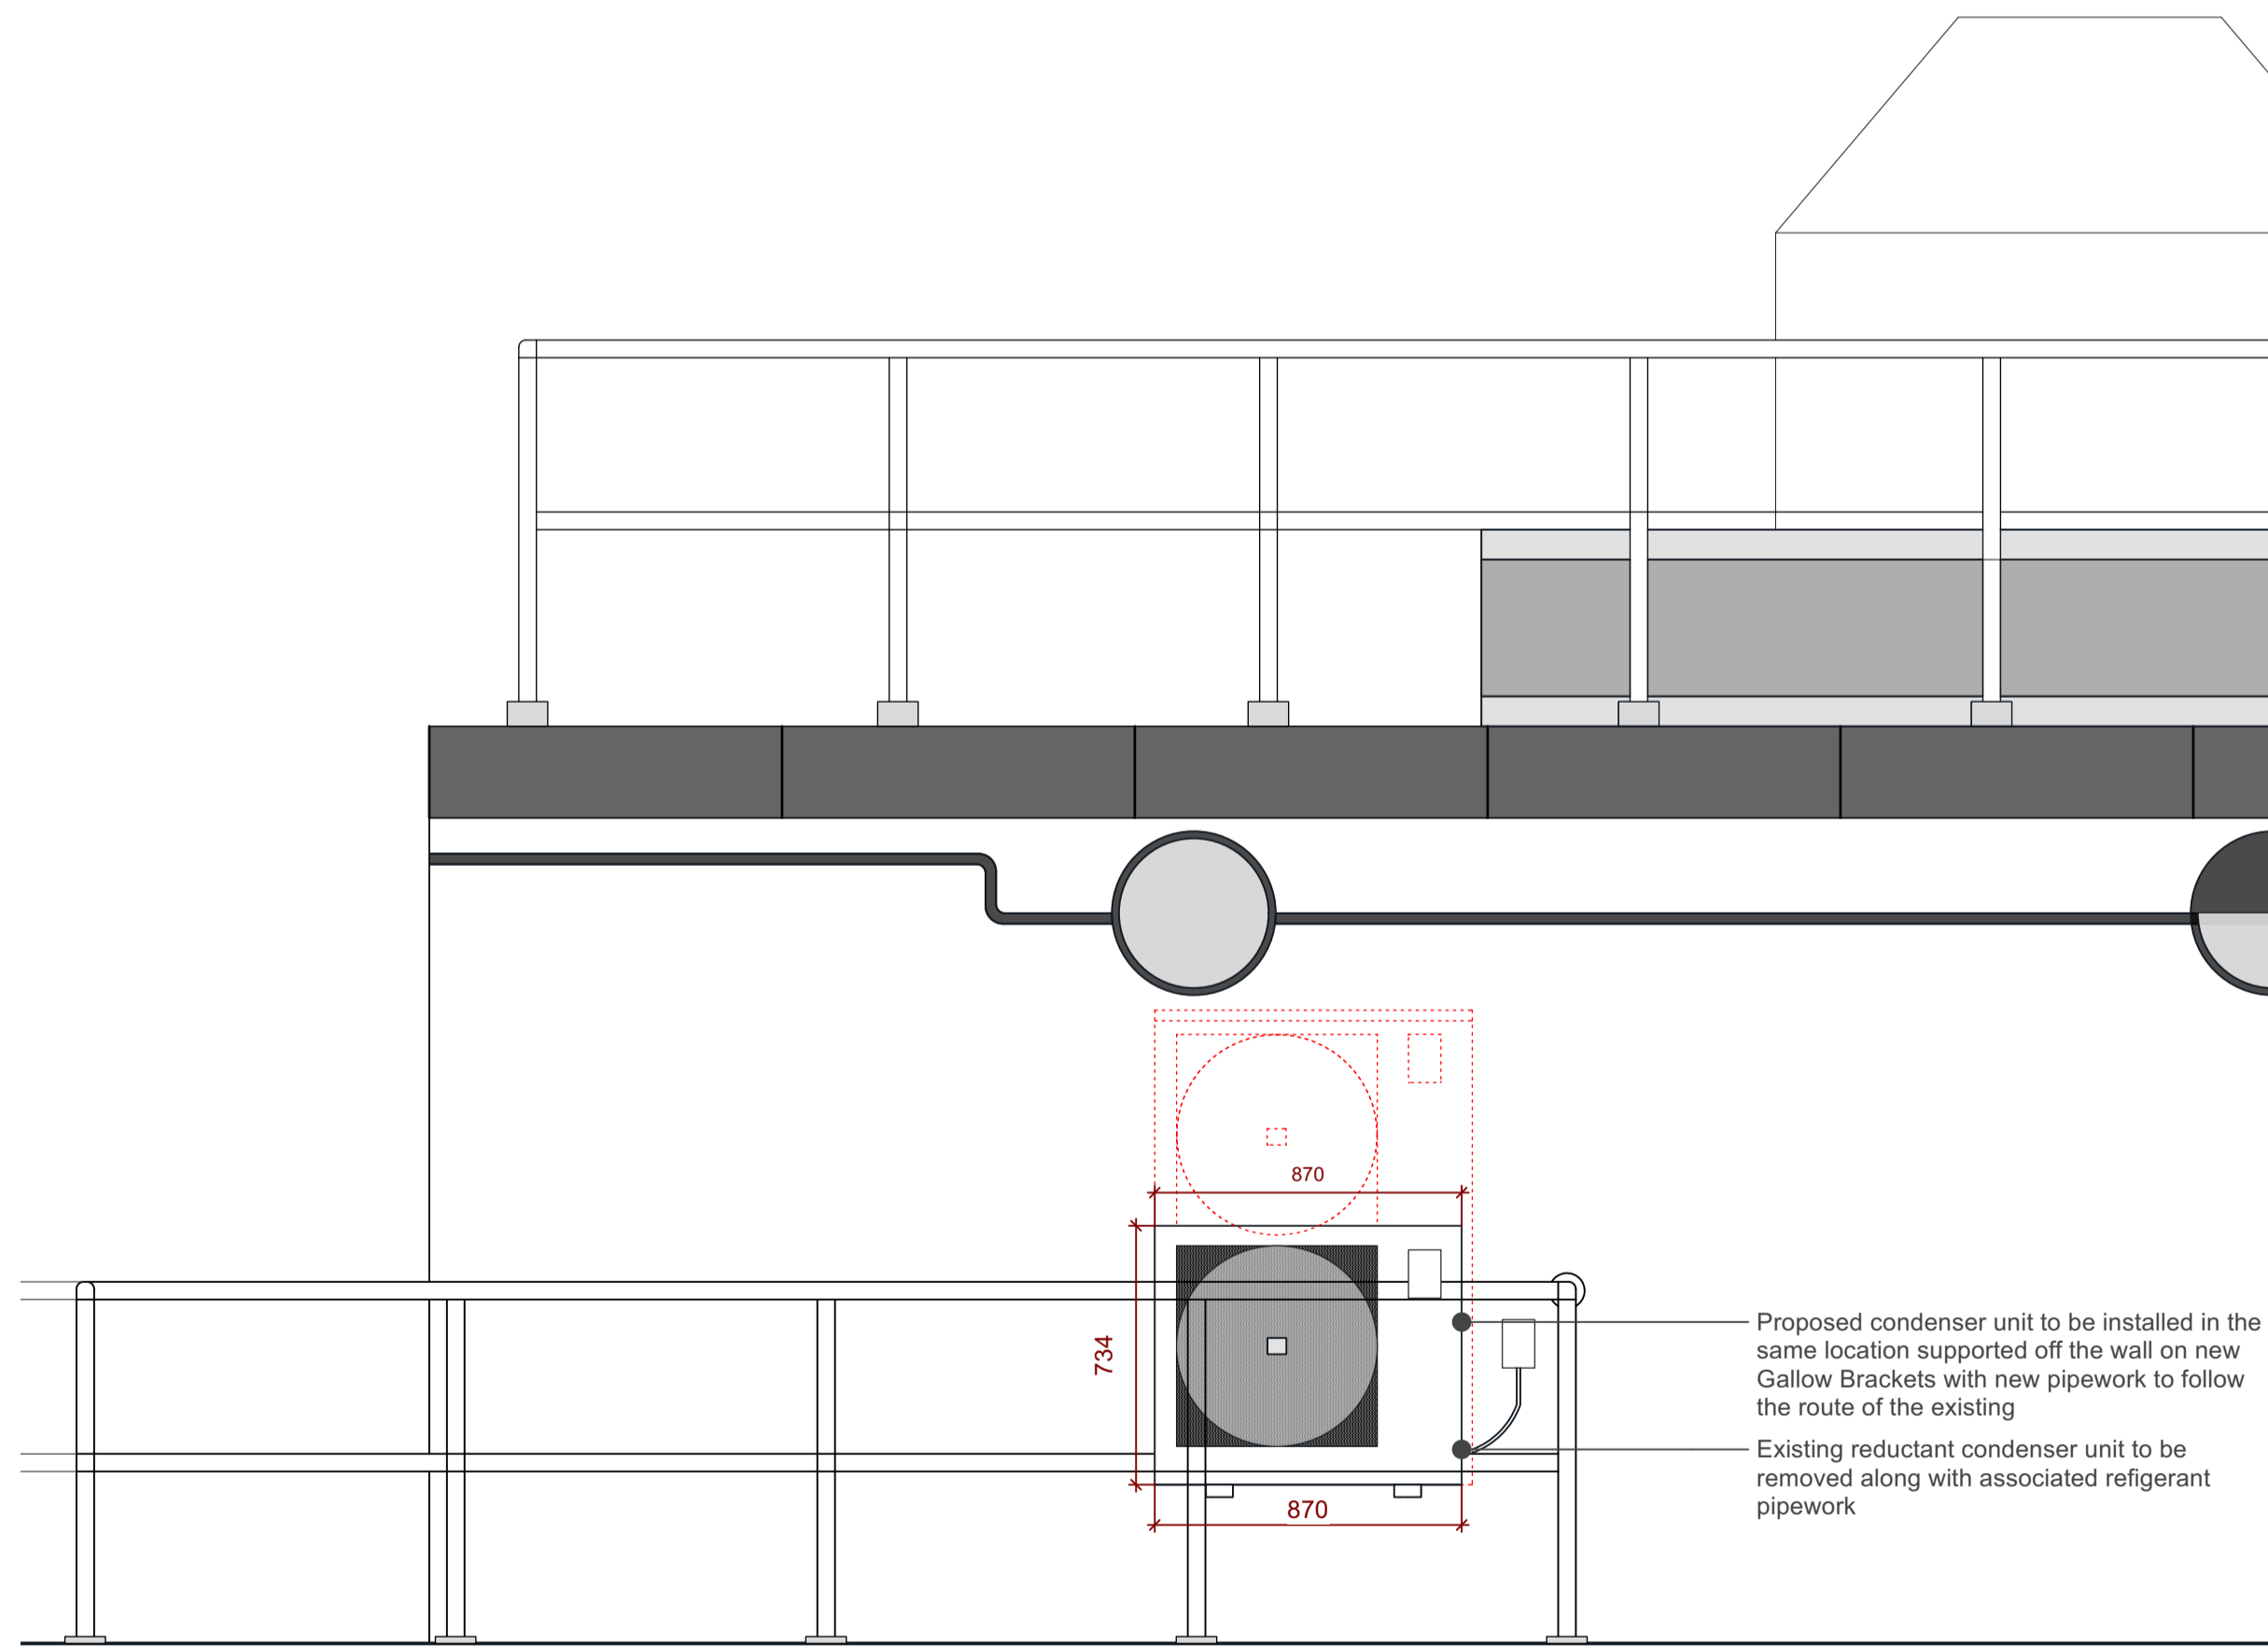 870
734
870
Proposed condenser unit to be installed in the
same location supported off the wall on new
Gallow Brackets with new pipework to follow
the route of the existing
Existing reductant condenser unit to be
removed along with associated refigerant
pipework